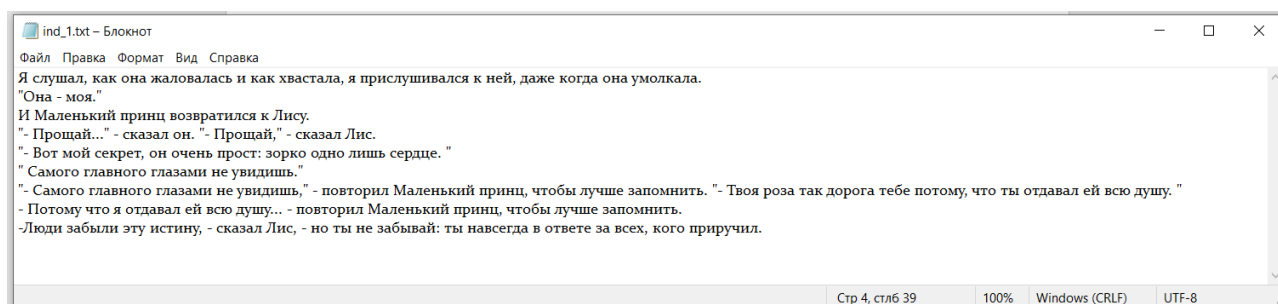 ind_1.txt – Блокнот
Файл Правка Формат Вид Справка
Я слушал, как она жаловалась и как хвастала, я прислушивался к ней, даже когда она умолкала.
"Она - моя."
И Маленький принц возвратился к Лису.
"- Прощай..." - сказал он. "- Прощай," - сказал Лис.
"- Вот мой секрет, он очень прост: зорко одно лишь сердце. "
" Самого главного глазами не увидишь."
"- Самого главного глазами не увидишь," - повторил Маленький принц, чтобы лучше запомнить. "- Твоя роза так дорога тебе потому, что ты отдавал ей всю душу. "
- Потому что я отдавал ей всю душу... - повторил Маленький принц, чтобы лучше запомнить.
-Люди забыли эту истину, - сказал Лис, - но ты не забывай: ты навсегда в ответе за всех, кого приручил.
Стр 4, стлб 39 100% Windows (CRLF) UTF-8